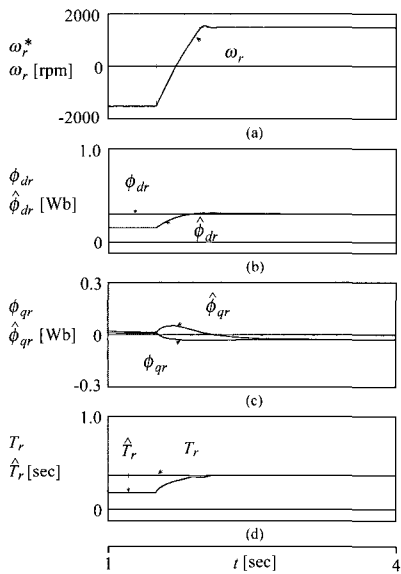 2000
ω_r*
ω_r [rpm]
0
ω_r
-2000
(a)
1.0
ϕ_dr
ϕ̂_dr [Wb]
ϕ_dr
ϕ̂_dr
0
(b)
0.3
ϕ_qr
ϕ̂_qr [Wb]
0
ϕ̂_qr
ϕ_qr
-0.3
(c)
1.0
T_r
T̂_r [sec]
T̂_r
T_r
0
(d)
1
t [sec]
4